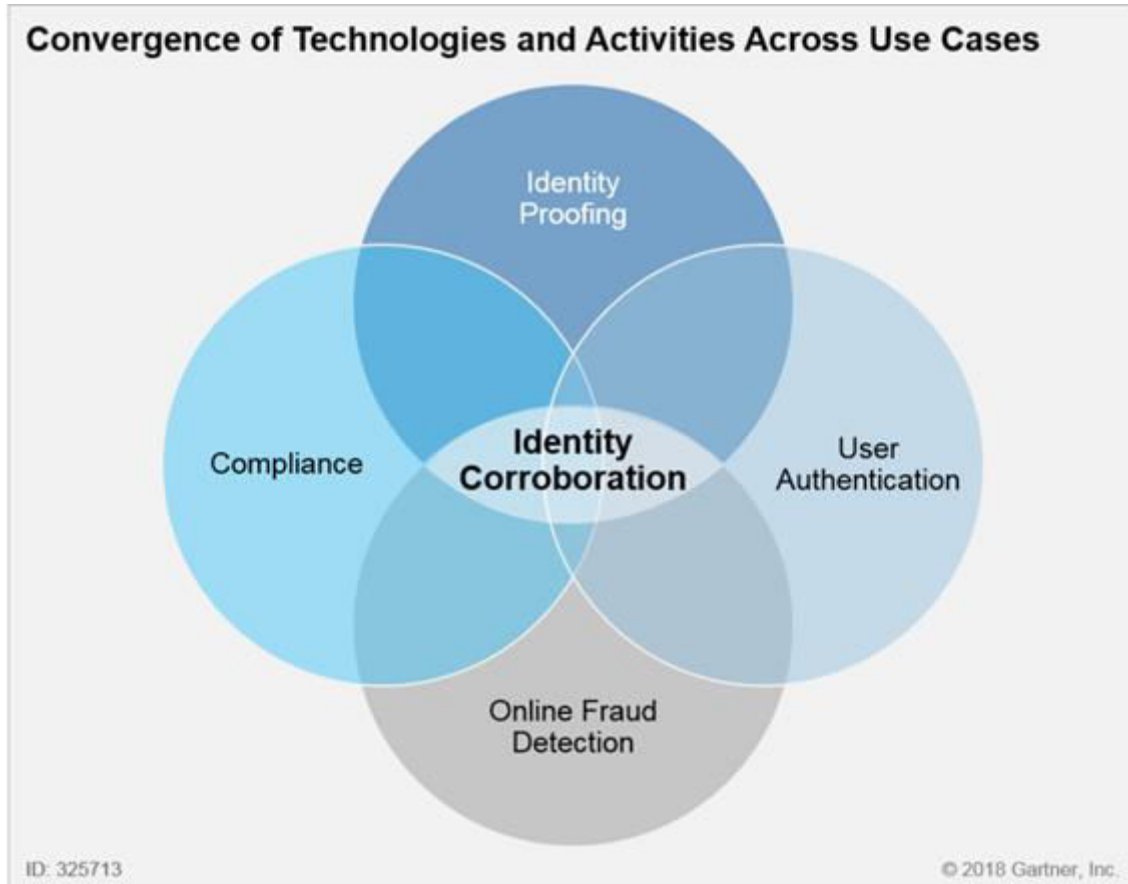 Convergence of Technologies and Activities Across Use Cases
Identity
Proofing
Compliance
Identity
Corroboration
User
Authentication
Online Fraud
Detection
ID: 325713
© 2018 Gartner, Inc.